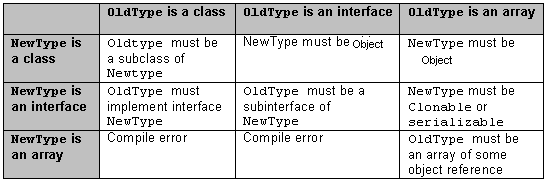 OldType is a class OldType is an interface OldType is an array
NewType is a class
Oldtype must be a subclass of Newtype
NewType must be Object
NewType must be Object
NewType is an interface
OldType must implement interface NewType
OldType must be a subinterface of NewType
NewType must be Clonable or serializable
NewType is an array
Compile error
Compile error
OldType must be an array of some object reference